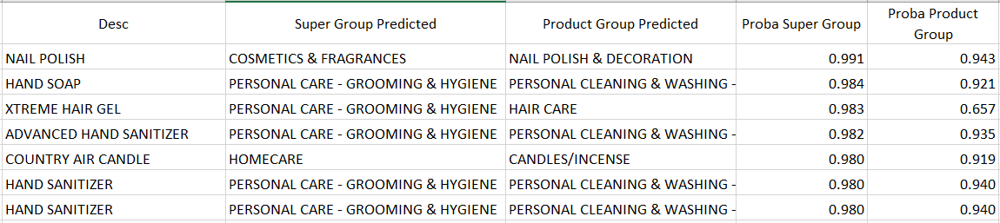 Desc Super Group Predicted Product Group Predicted Proba Super Group Proba Product Group
NAIL POLISH COSMETICS & FRAGRANCES NAIL POLISH & DECORATION 0.991 0.943
HAND SOAP PERSONAL CARE - GROOMING & HYGIENE PERSONAL CLEANING & WASHING - 0.984 0.921
XTREME HAIR GEL PERSONAL CARE - GROOMING & HYGIENE HAIR CARE 0.983 0.657
ADVANCED HAND SANITIZER PERSONAL CARE - GROOMING & HYGIENE PERSONAL CLEANING & WASHING - 0.982 0.935
COUNTRY AIR CANDLE HOMECARE CANDLES/INCENSE 0.980 0.919
HAND SANITIZER PERSONAL CARE - GROOMING & HYGIENE PERSONAL CLEANING & WASHING - 0.980 0.940
HAND SANITIZER PERSONAL CARE - GROOMING & HYGIENE PERSONAL CLEANING & WASHING - 0.980 0.940